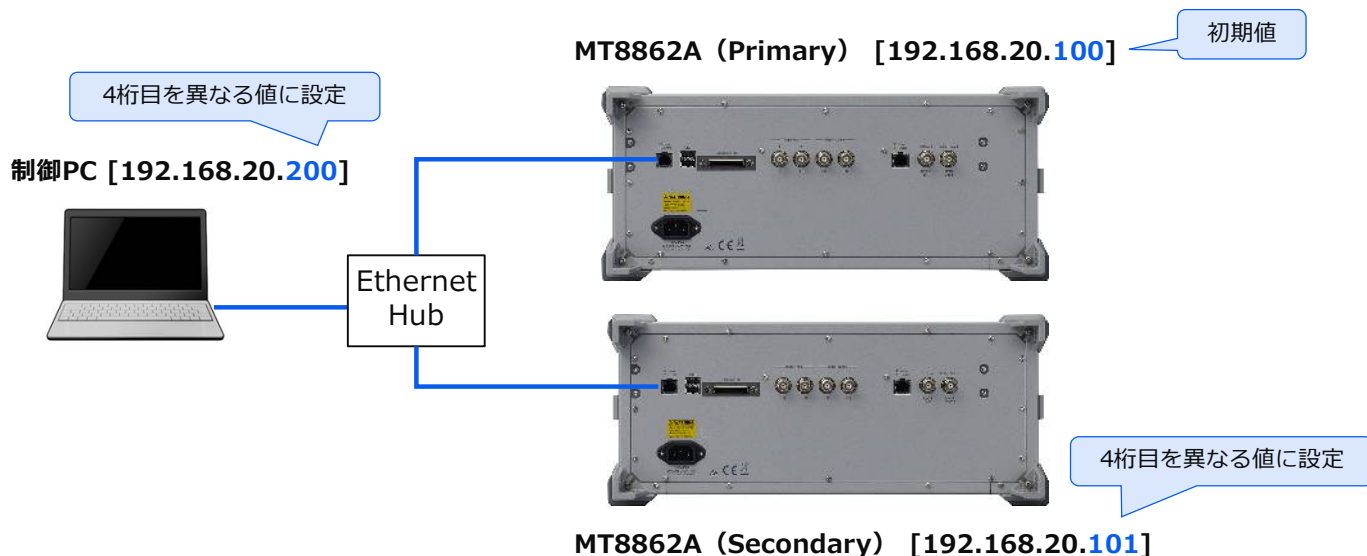 初期値
MT8862A（Primary） [192.168.20.100]
4桁目を異なる値に設定
制御PC [192.168.20.200]
Ethernet
Hub
4桁目を異なる値に設定
MT8862A（Secondary） [192.168.20.101]